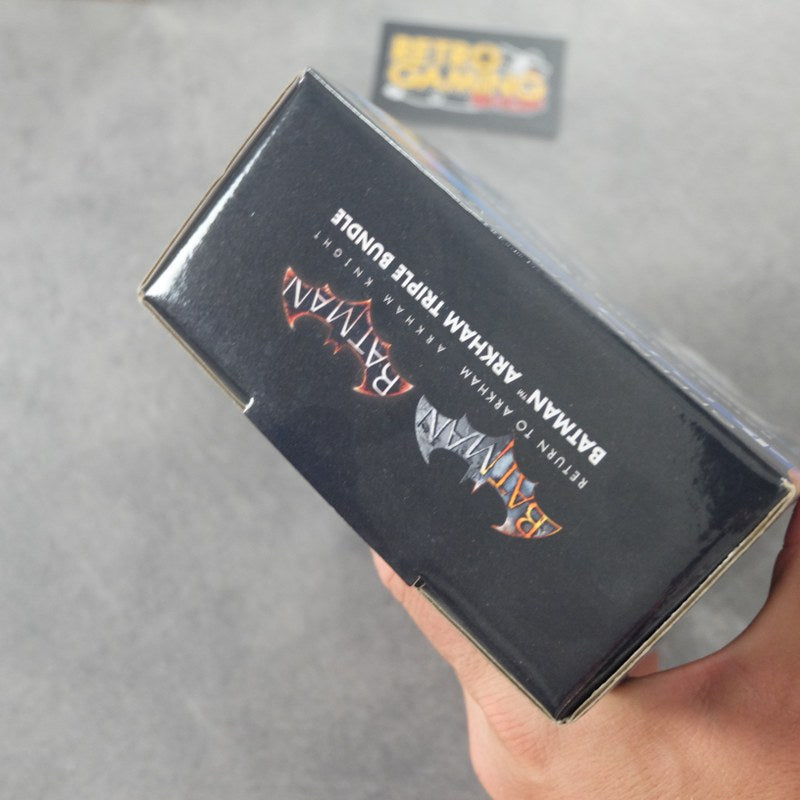 RETRO
GAMING
BATMAN™ ARKHAM TRIPLE BUNDLE
RETURN TO ARKHAM
ARKHAM KNIGHT
BATMAN
BATMAN